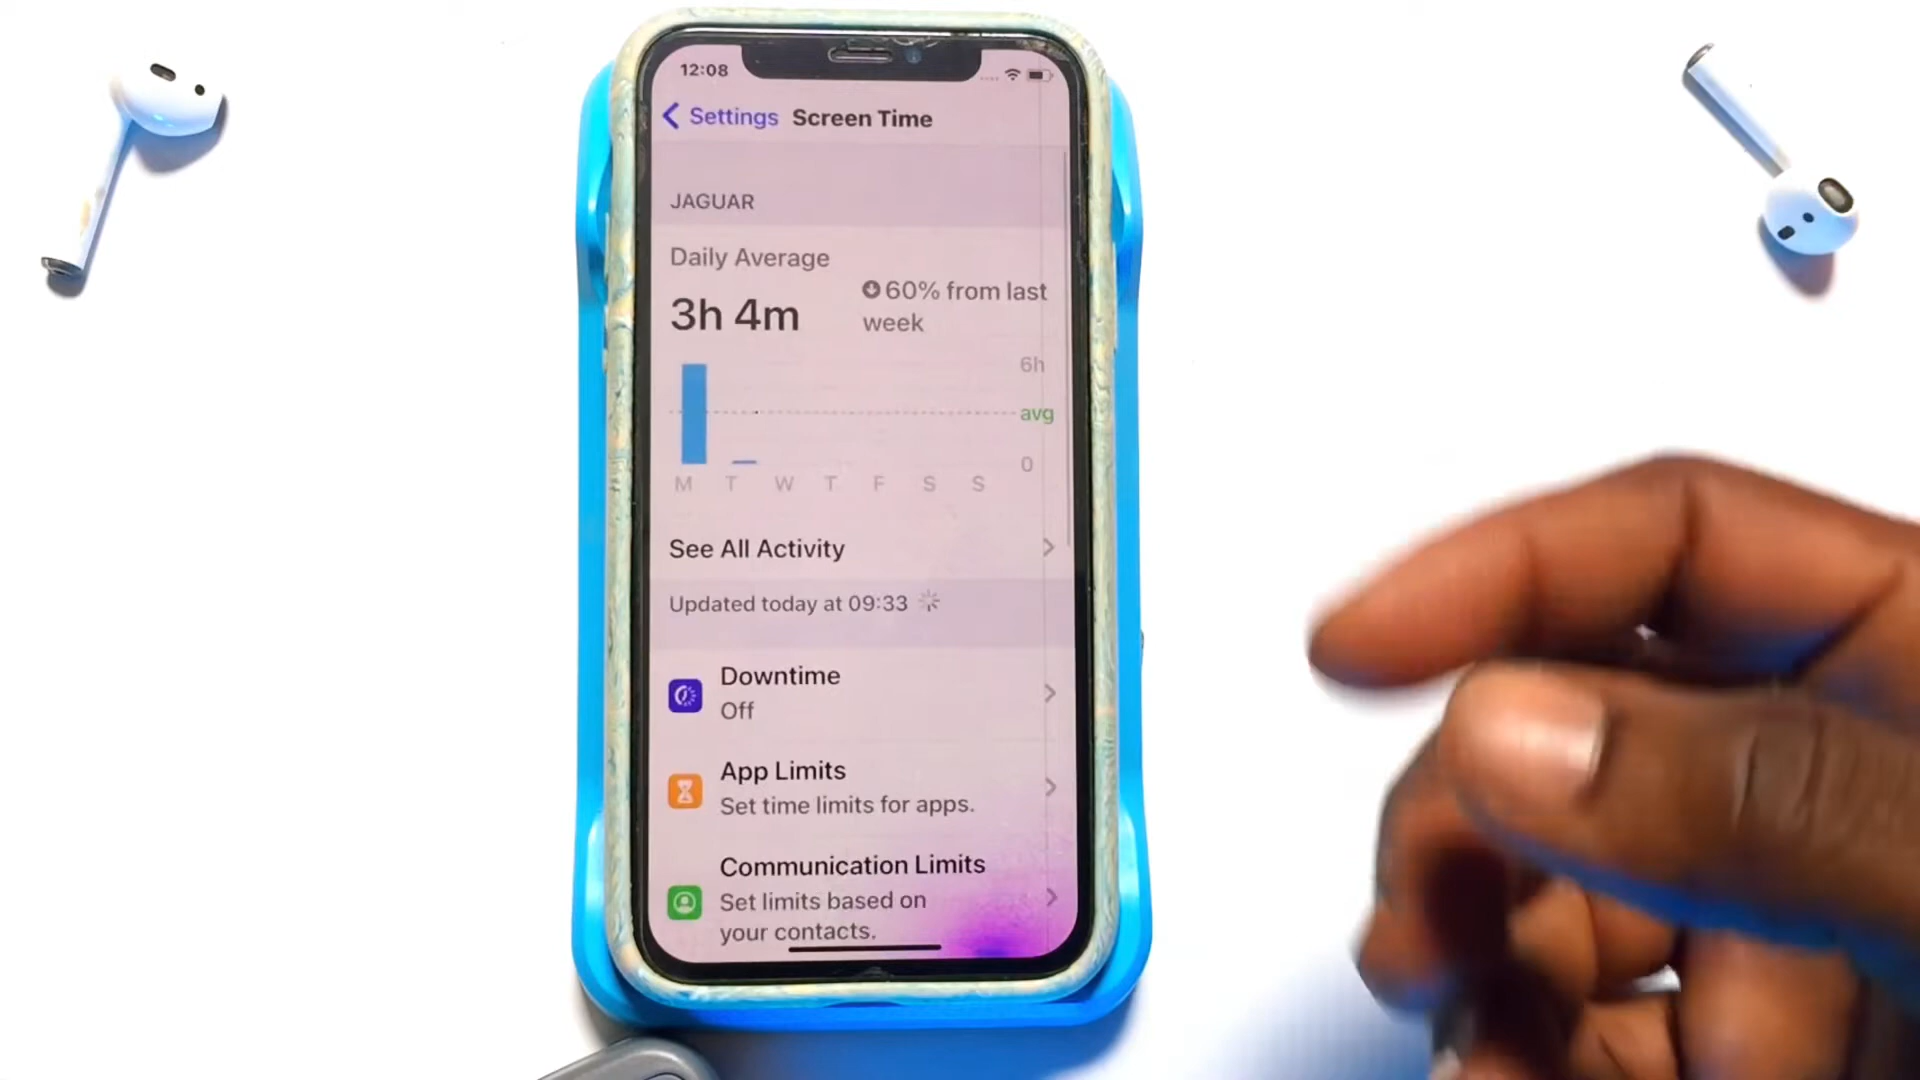 12:08
Settings Screen Time
JAGUAR
Daily Average
3h 4m
60% from last
week
6h
avg
0
M T W T F S S
See All Activity
Updated today at 09:33
Downtime
Off
App Limits
Set time limits for apps.
Communication Limits
Set limits based on
your contacts.